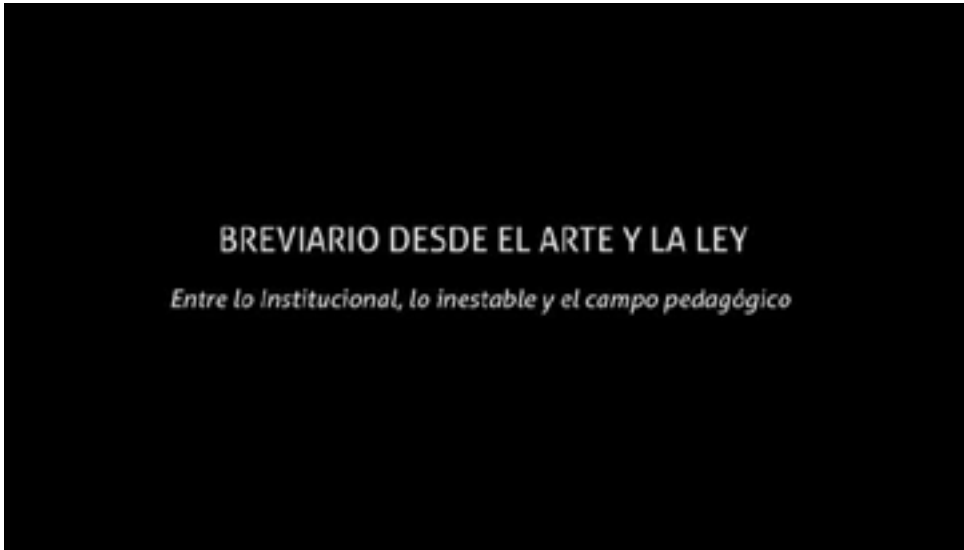 BREVIARIO DESDE EL ARTE Y LA LEY
Entre lo Institucional, lo inestable y el campo pedagógico